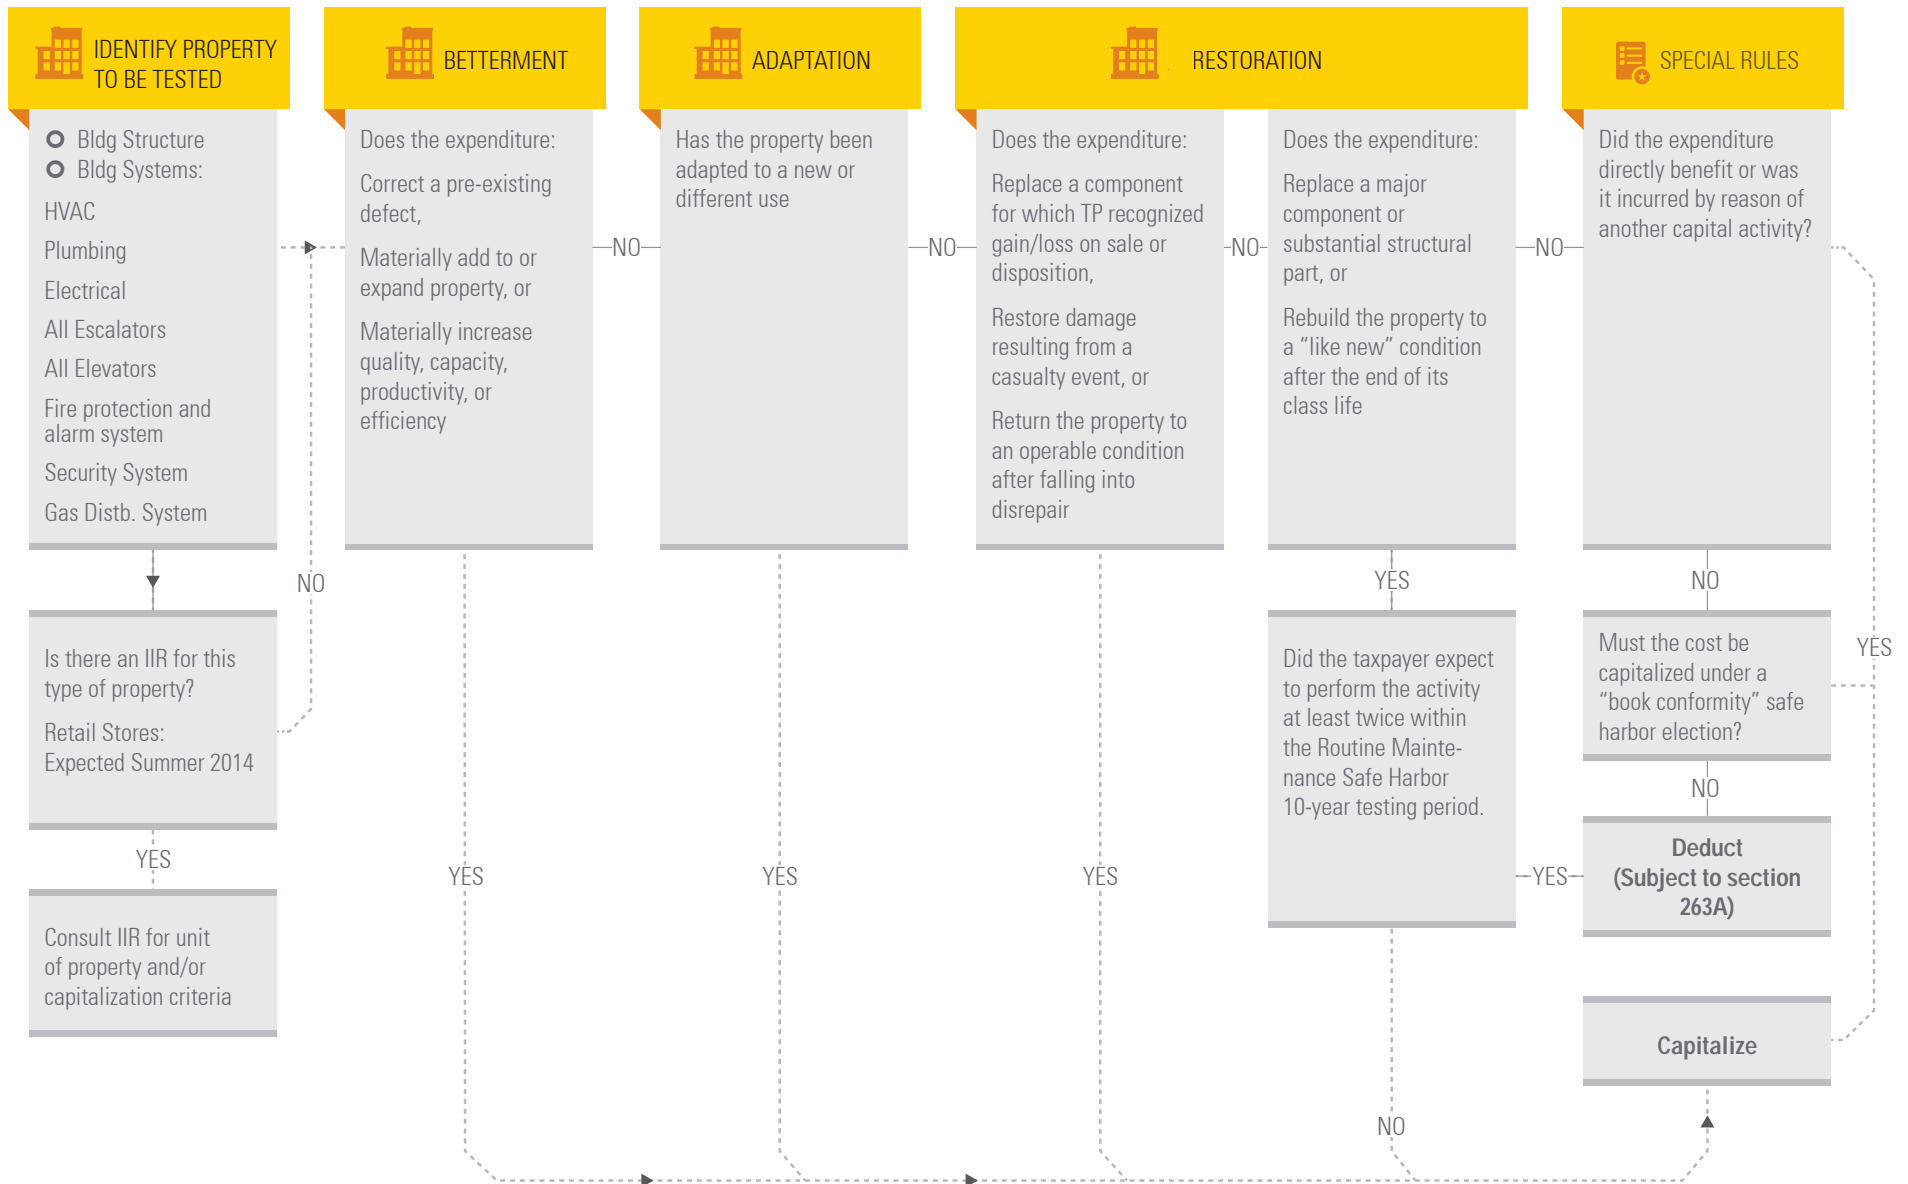 IDENTIFY PROPERTY
TO BE TESTED
Bldg Structure
Bldg Systems:
HVAC
Plumbing
Electrical
All Escalators
All Elevators
Fire protection and
alarm system
Security System
Gas Distb. System
NO
Is there an IIR for this
type of property?
Retail Stores:
Expected Summer 2014
YES
Consult IIR for unit
of property and/or
capitalization criteria
BETTERMENT
Does the expenditure:
Correct a pre-existing
defect,
Materially add to or
expand property, or
Materially increase
quality, capacity,
productivity, or
efficiency
NO
YES
ADAPTATION
Has the property been
adapted to a new or
different use
NO
YES
RESTORATION
Does the expenditure:
Replace a component
for which TP recognized
gain/loss on sale or
disposition,
Restore damage
resulting from a
casualty event, or
Return the property to
an operable condition
after falling into
disrepair
NO
YES
Does the expenditure:
Replace a major
component or
substantial structural
part, or
Rebuild the property to
a “like new” condition
after the end of its
class life
NO
YES
Did the taxpayer expect
to perform the activity
at least twice within
the Routine Mainte-
nance Safe Harbor
10-year testing period.
YES
NO
SPECIAL RULES
Did the expenditure
directly benefit or was
it incurred by reason of
another capital activity?
NO
Must the cost be
capitalized under a
“book conformity” safe
harbor election?
YES
NO
Deduct
(Subject to section
263A)
Capitalize